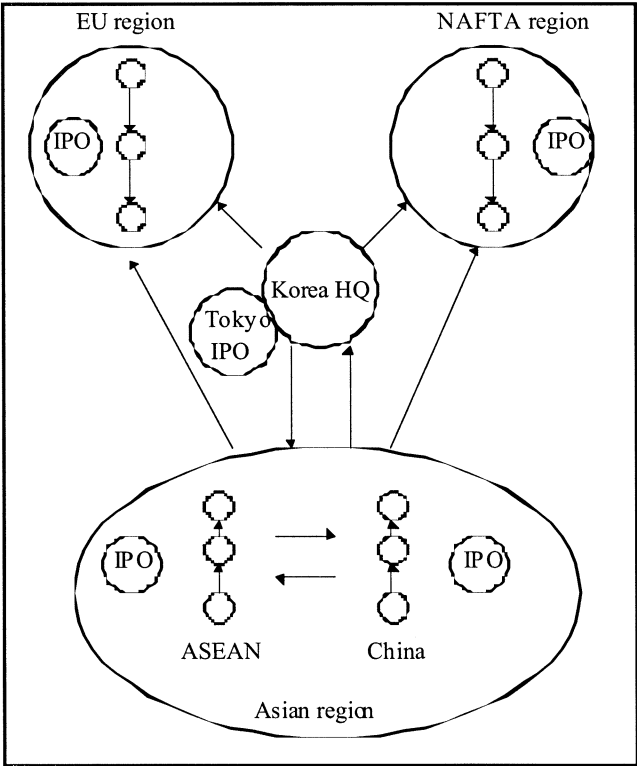 EU region
NAFTA region
IPO
IPO
Korea HQ
Tokyo
IPO
IPO
IPO
ASEAN
China
Asian region